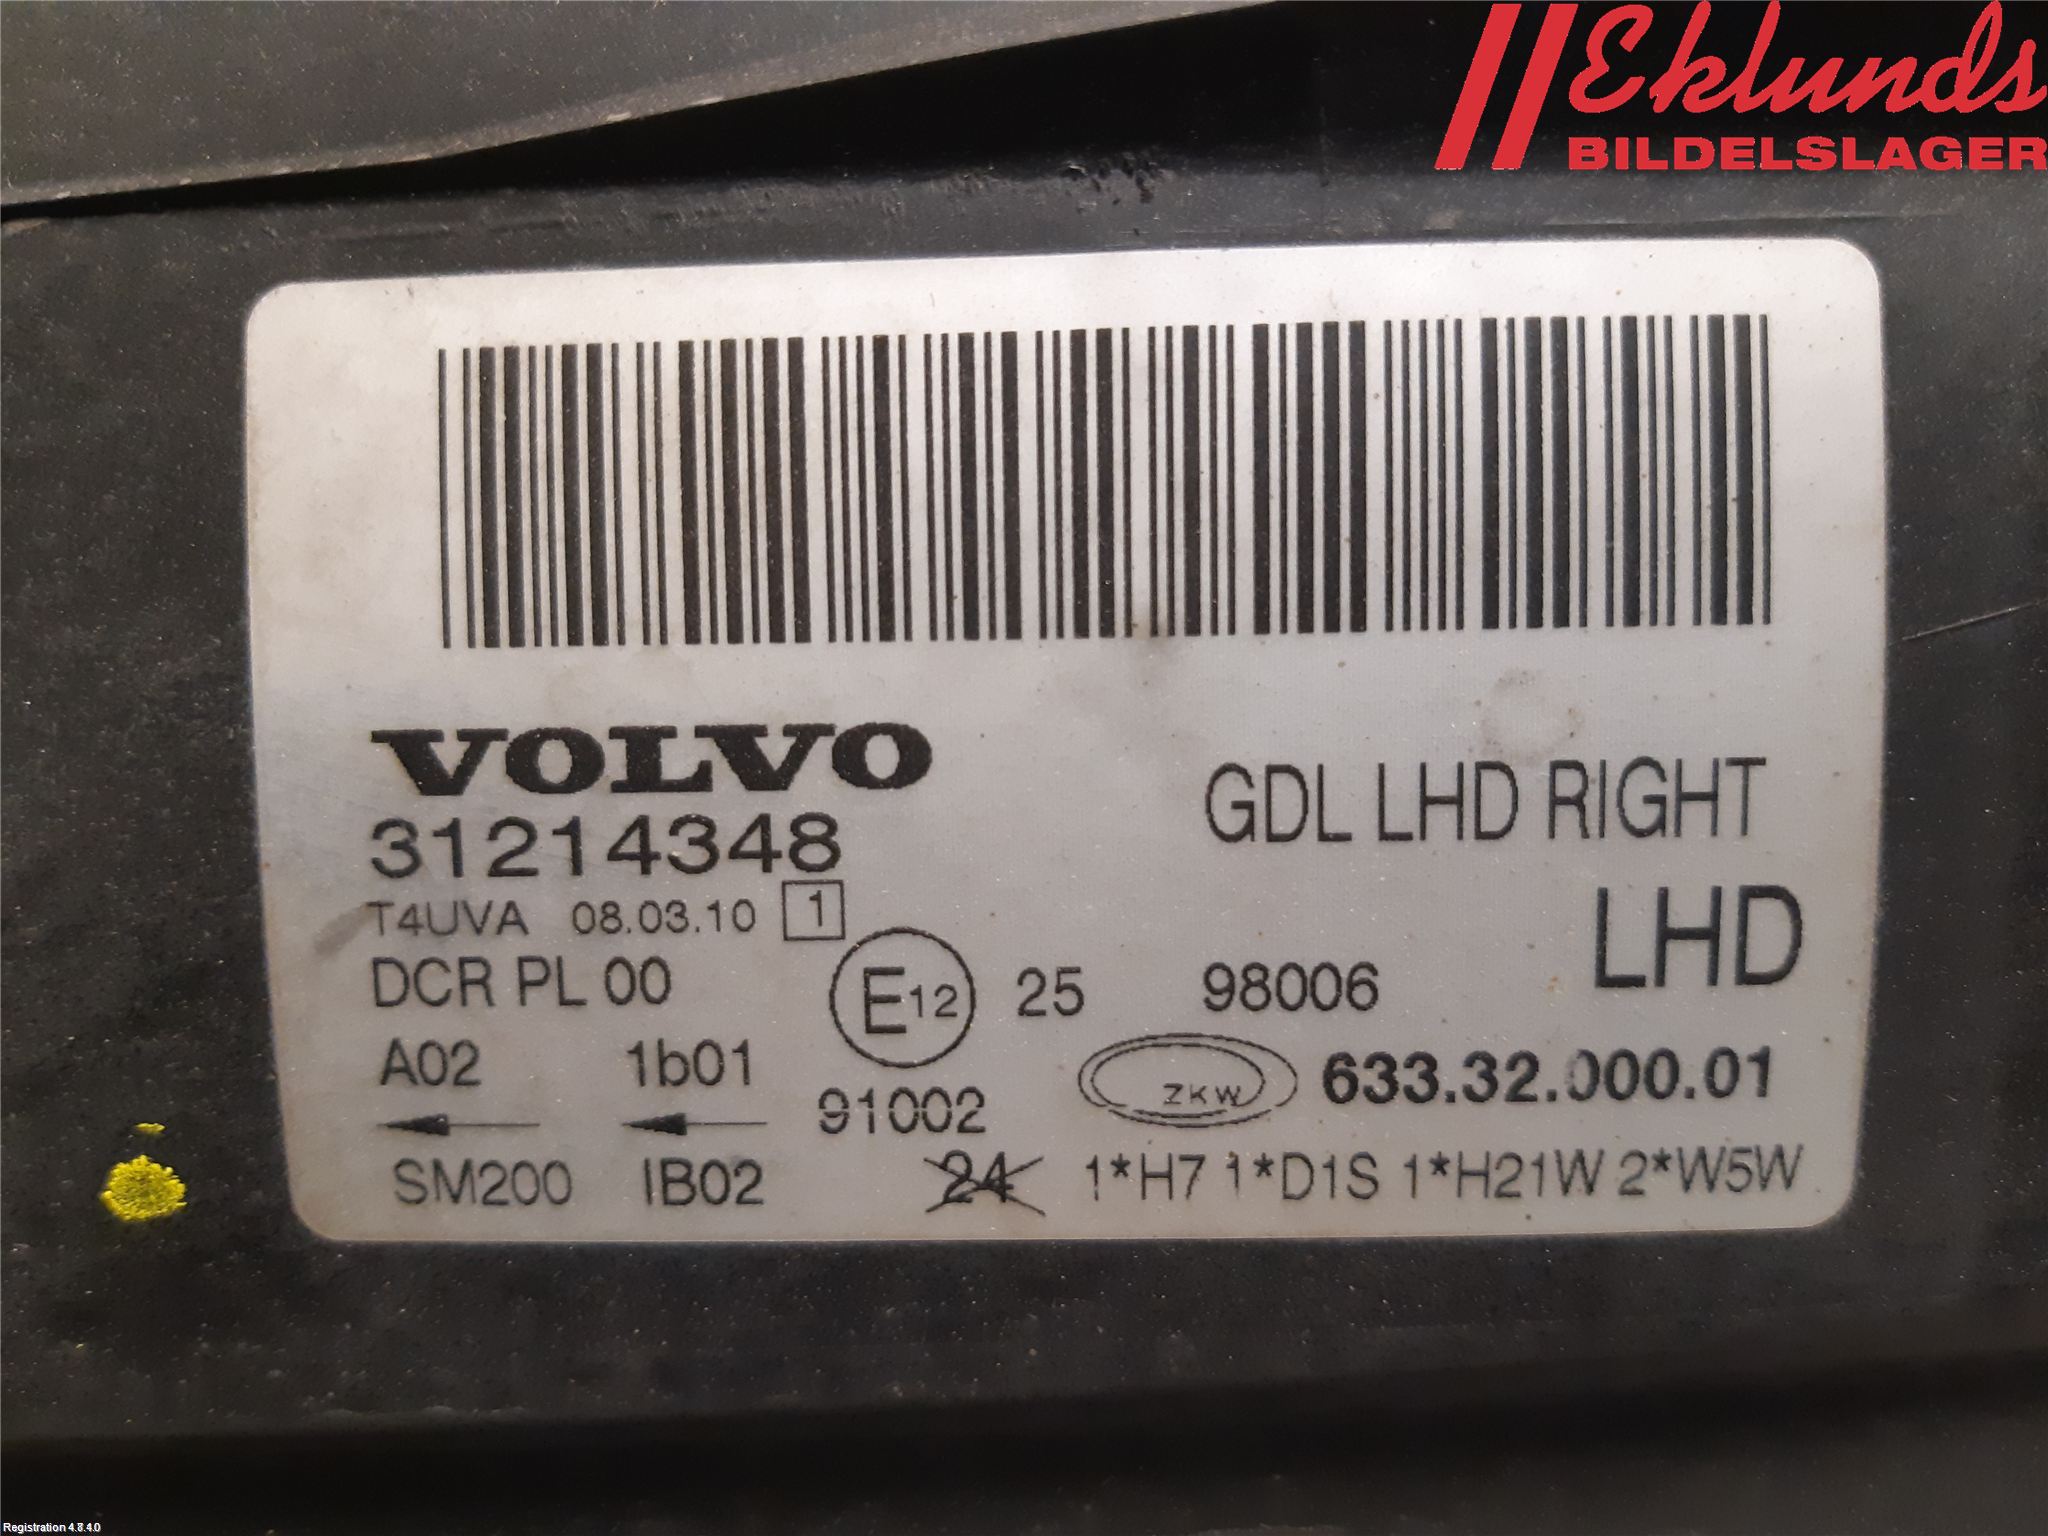 Eklunds
BILDELSLAGER
VOLVO
31214348
GDL LHD RIGHT
T4UVA 08.03.10 1
LHD
DCR PL 00
E12 25 98006
A02 1b01
91002
ZKW 633.32.000.01
SM200 IB02
24 1*H7 1*D1S 1*H21W 2*W5W
Registration 4.8.4.0